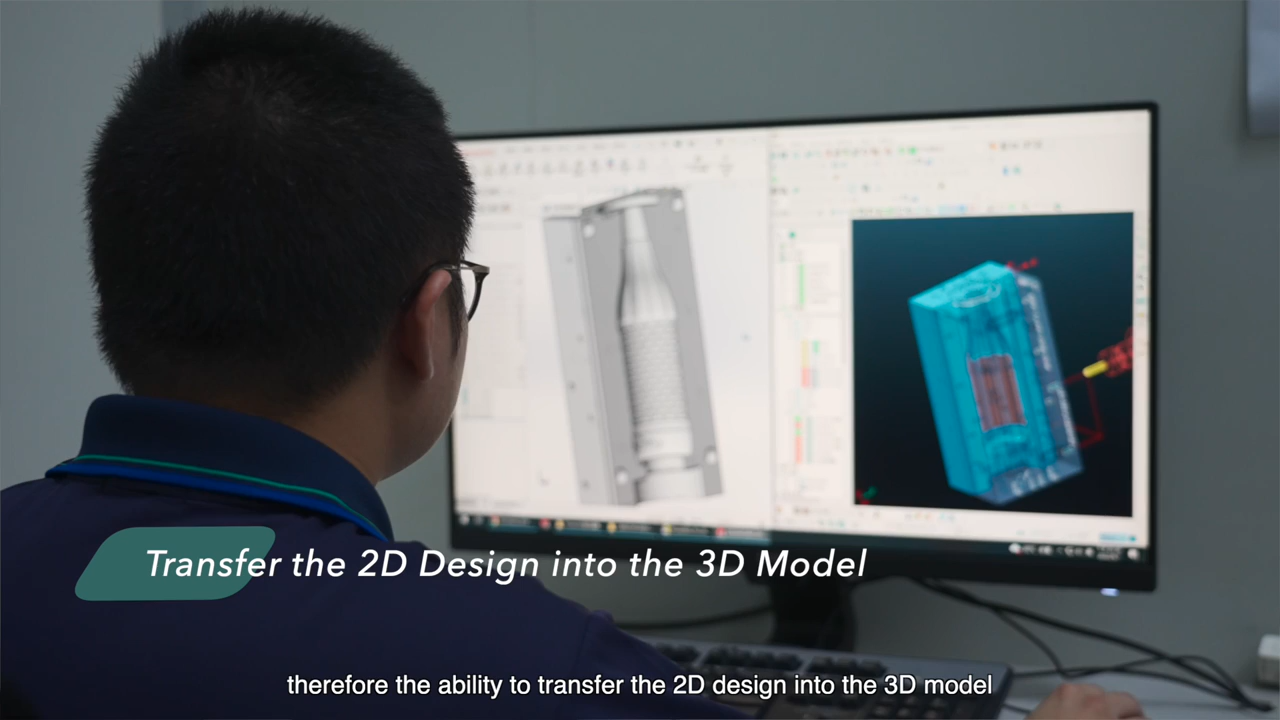 Transfer the 2D Design into the 3D Model
therefore the ability to transfer the 2D design into the 3D model